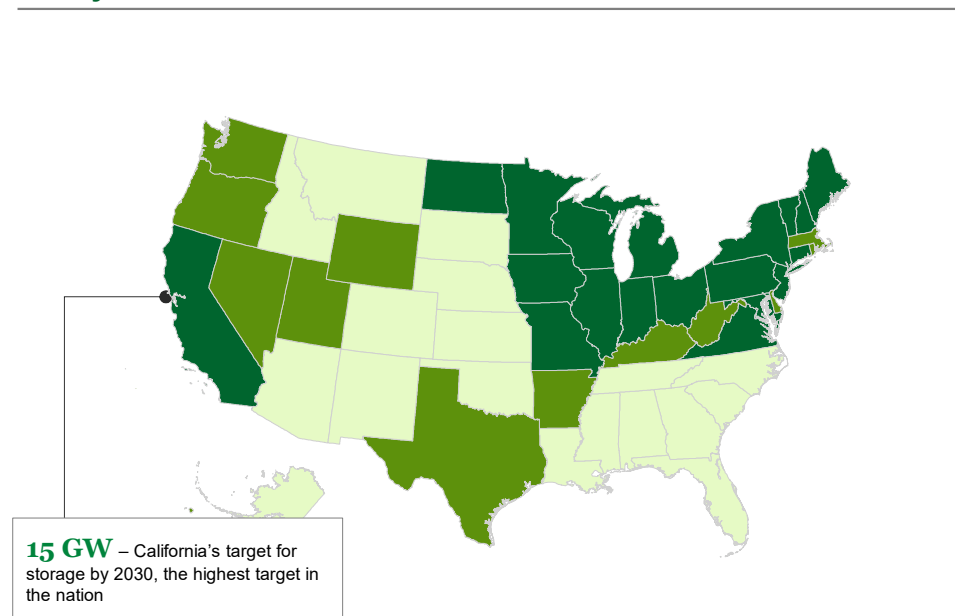 15 GW – California's target for
storage by 2030, the highest target in
the nation